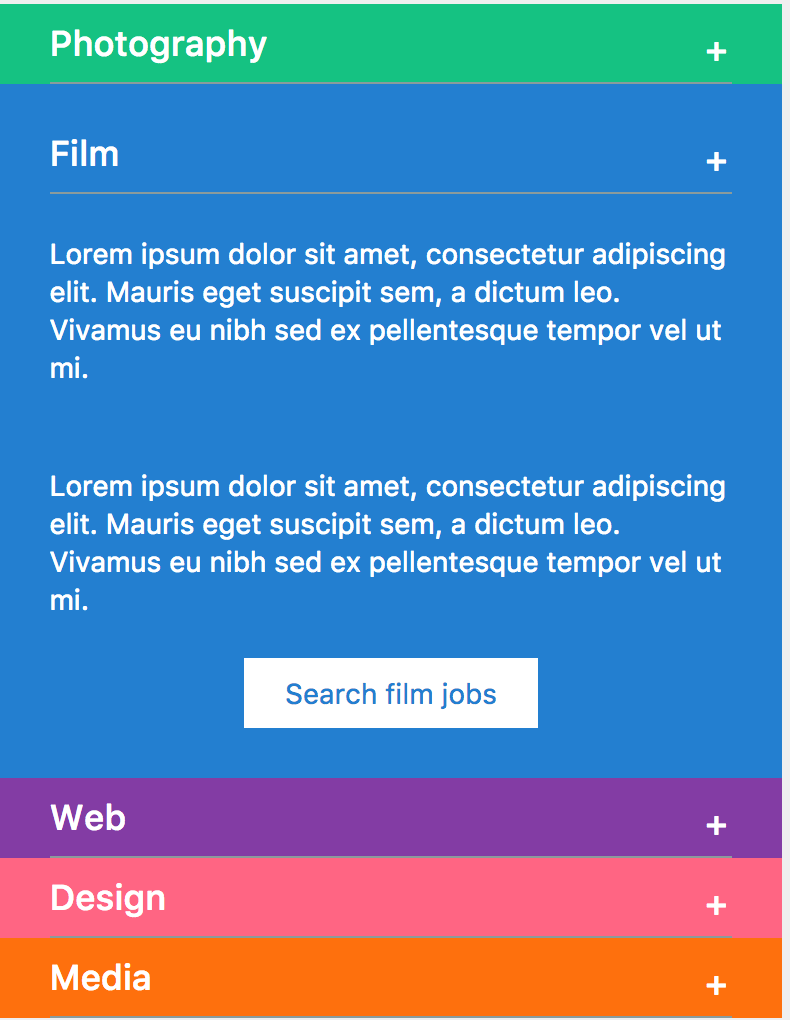 Photography +
Film +
Lorem ipsum dolor sit amet, consectetur adipiscing
elit. Mauris eget suscipit sem, a dictum leo.
Vivamus eu nibh sed ex pellentesque tempor vel ut
mi.
Lorem ipsum dolor sit amet, consectetur adipiscing
elit. Mauris eget suscipit sem, a dictum leo.
Vivamus eu nibh sed ex pellentesque tempor vel ut
mi.
Search film jobs
Web +
Design +
Media +